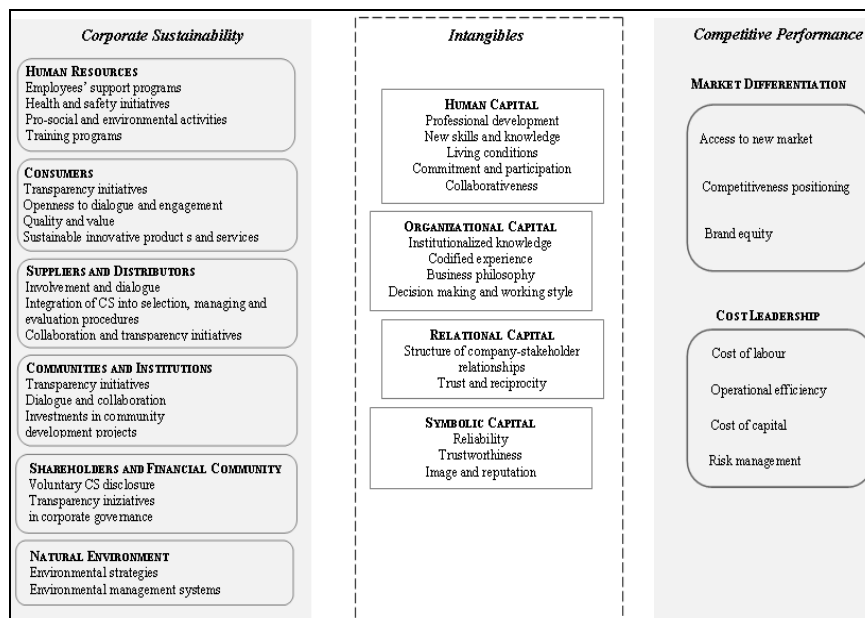 Corporate Sustainability
HUMAN RESOURCES
Employees' support programs
Health and safety initiatives
Pro-social and environmental activities
Training programs
CONSUMERS
Transparency initiatives
Openness to dialogue and engagement
Quality and value
Sustainable innovative product s and services
SUPPLIERS AND DISTRIBUTORS
Involvement and dialogue
Integration of CS into selection, managing and
evaluation procedures
Collaboration and transparency initiatives
COMMUNITIES AND INSTITUTIONS
Transparency initiatives
Dialogue and collaboration
Investments in community
development projects
SHAREHOLDERS AND FINANCIAL COMMUNITY
Voluntary CS disclosure
Transparency iniziatives
in corporate governance
NATURAL ENVIRONMENT
Environmental strategies
Environmental management systems
Intangibles
HUMAN CAPITAL
Professional development
New skills and knowledge
Living conditions
Commitment and participation
Collaborativeness
ORGANIZATIONAL CAPITAL
Institutionalized knowledge
Codified experience
Business philosophy
Decision making and working style
RELATIONAL CAPITAL
Structure of company-stakeholder
relationships
Trust and reciprocity
SYMBOLIC CAPITAL
Reliability
Trustworthiness
Image and reputation
Competitive Performance
MARKET DIFFERENTIATION
Access to new market
Competitiveness positioning
Brand equity
COST LEADERSHIP
Cost of labour
Operational efficiency
Cost of capital
Risk management